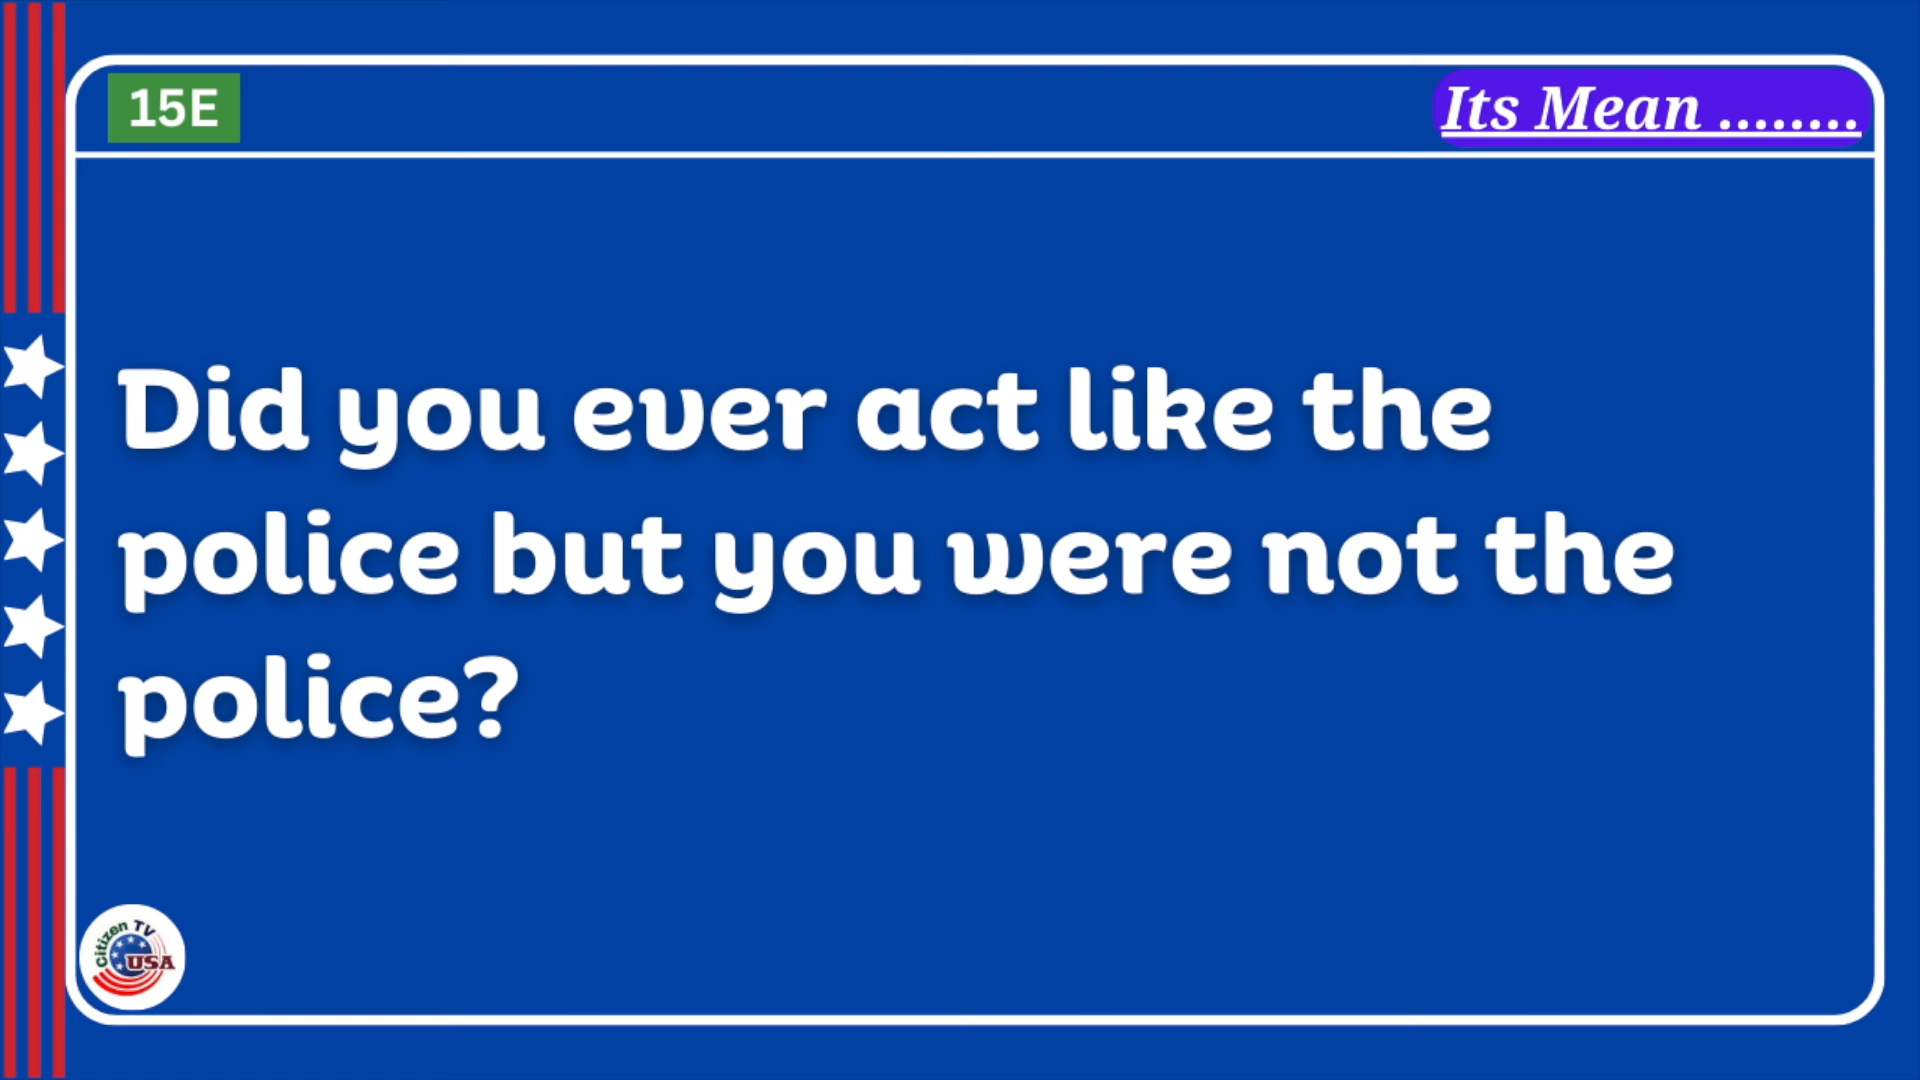 15E
Its Mean ........
Did you ever act like the
police but you were not the
police?
Citizen TV
USA